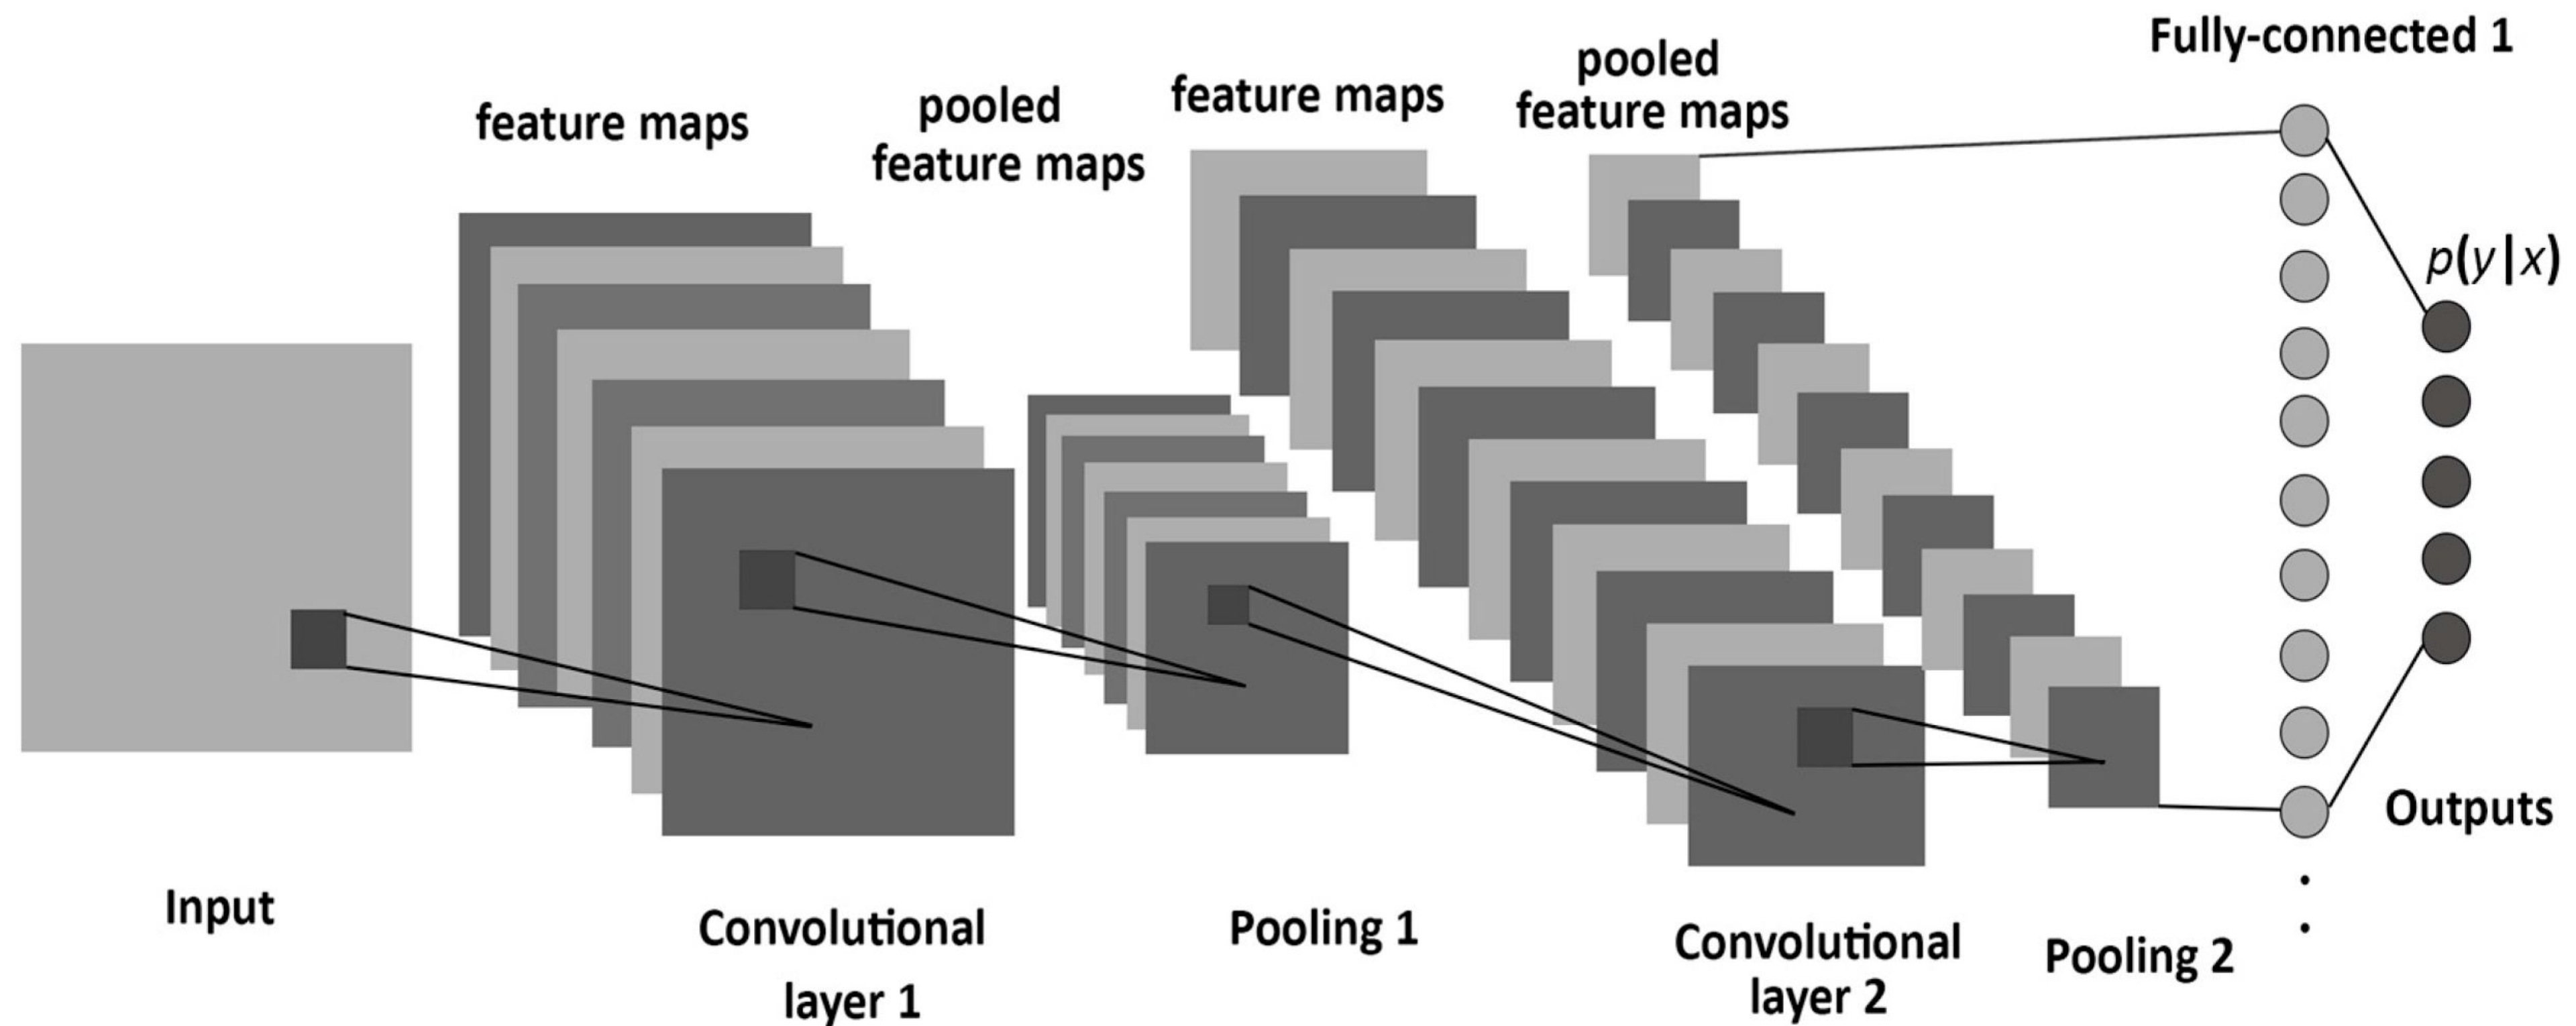 Fully-connected 1
pooled
feature maps
feature maps
pooled
feature maps
feature maps
p(y|x)
Outputs
Input
Convolutional
layer 1
Pooling 1
Convolutional
layer 2
Pooling 2